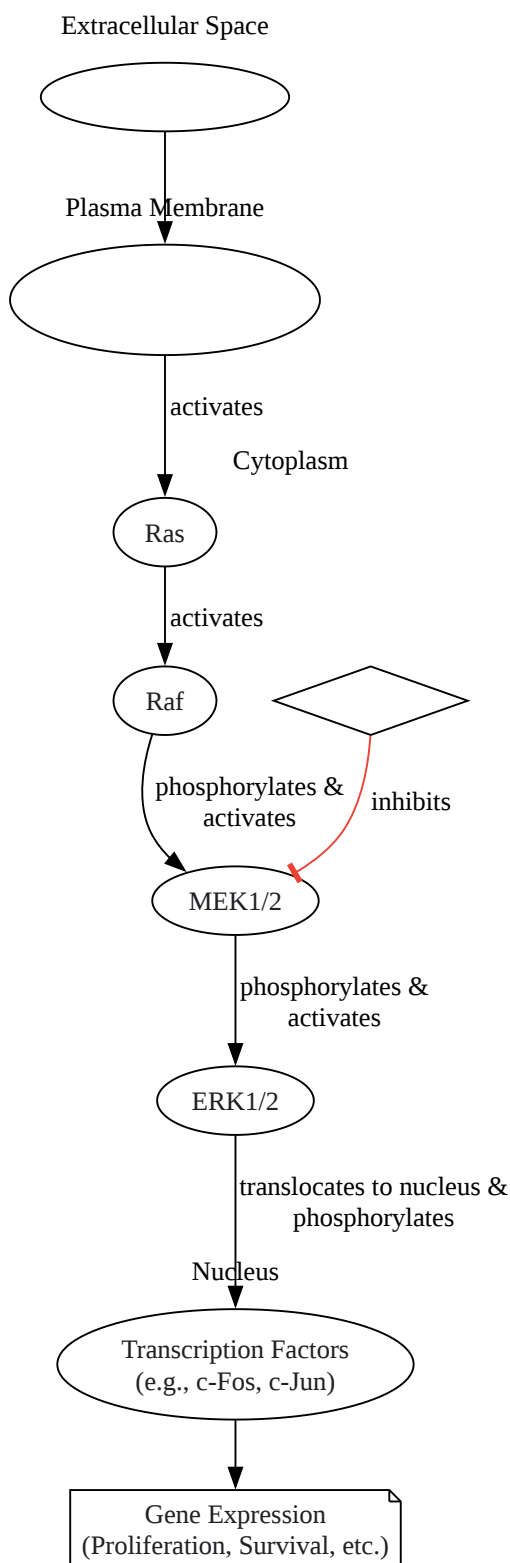 Extracellular Space
Plasma Membrane
activates
Cytoplasm
Ras
activates
Raf
phosphorylates &
activates
inhibits
MEK1/2
phosphorylates &
activates
ERK1/2
translocates to nucleus &
phosphorylates
Nucleus
Transcription Factors
(e.g., c-Fos, c-Jun)
Gene Expression
(Proliferation, Survival, etc.)